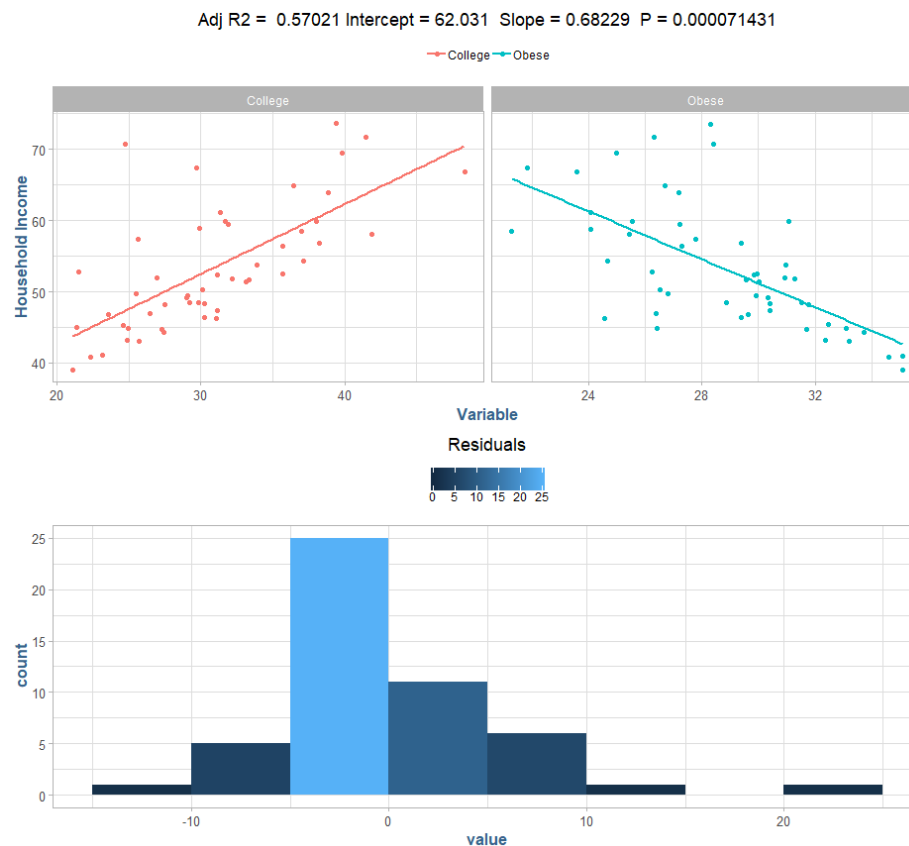 Adj R2 =  0.57021 Intercept = 62.031  Slope = 0.68229  P = 0.000071431
College Obese
College Obese
Household Income
70
60
50
40
20 30 40 24 28 32
Variable
Residuals
0 5 10 15 20 25
count
25
20
15
10
5
0
-10 0 10 20
value